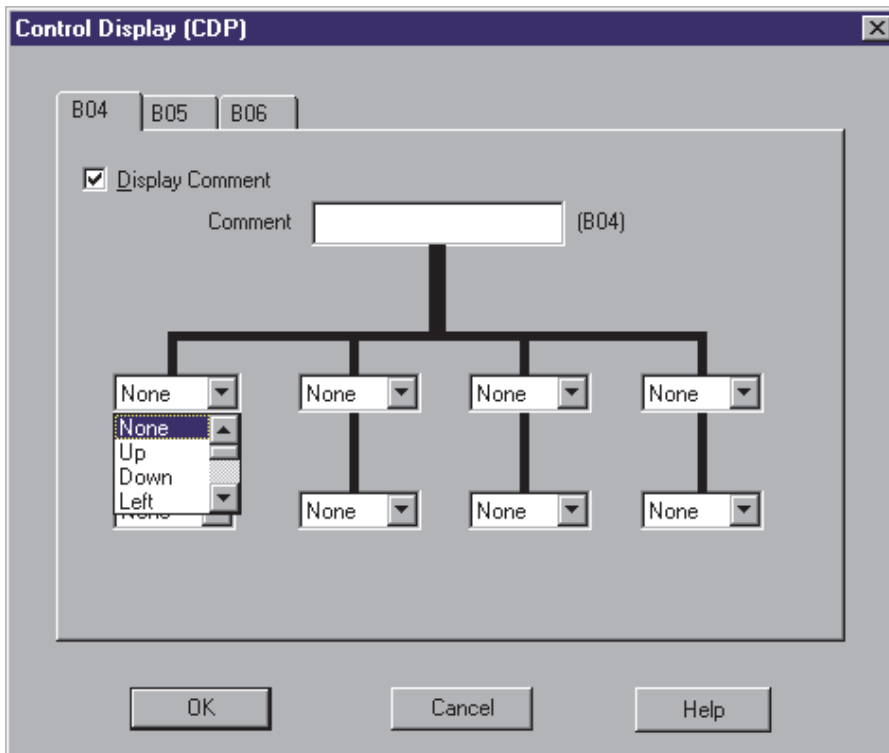 Control Display (CDP)
B04 B05 B06
Display Comment
Comment (B04)
None None None None
None
Up
Down
Left
None None None None
OK Cancel Help